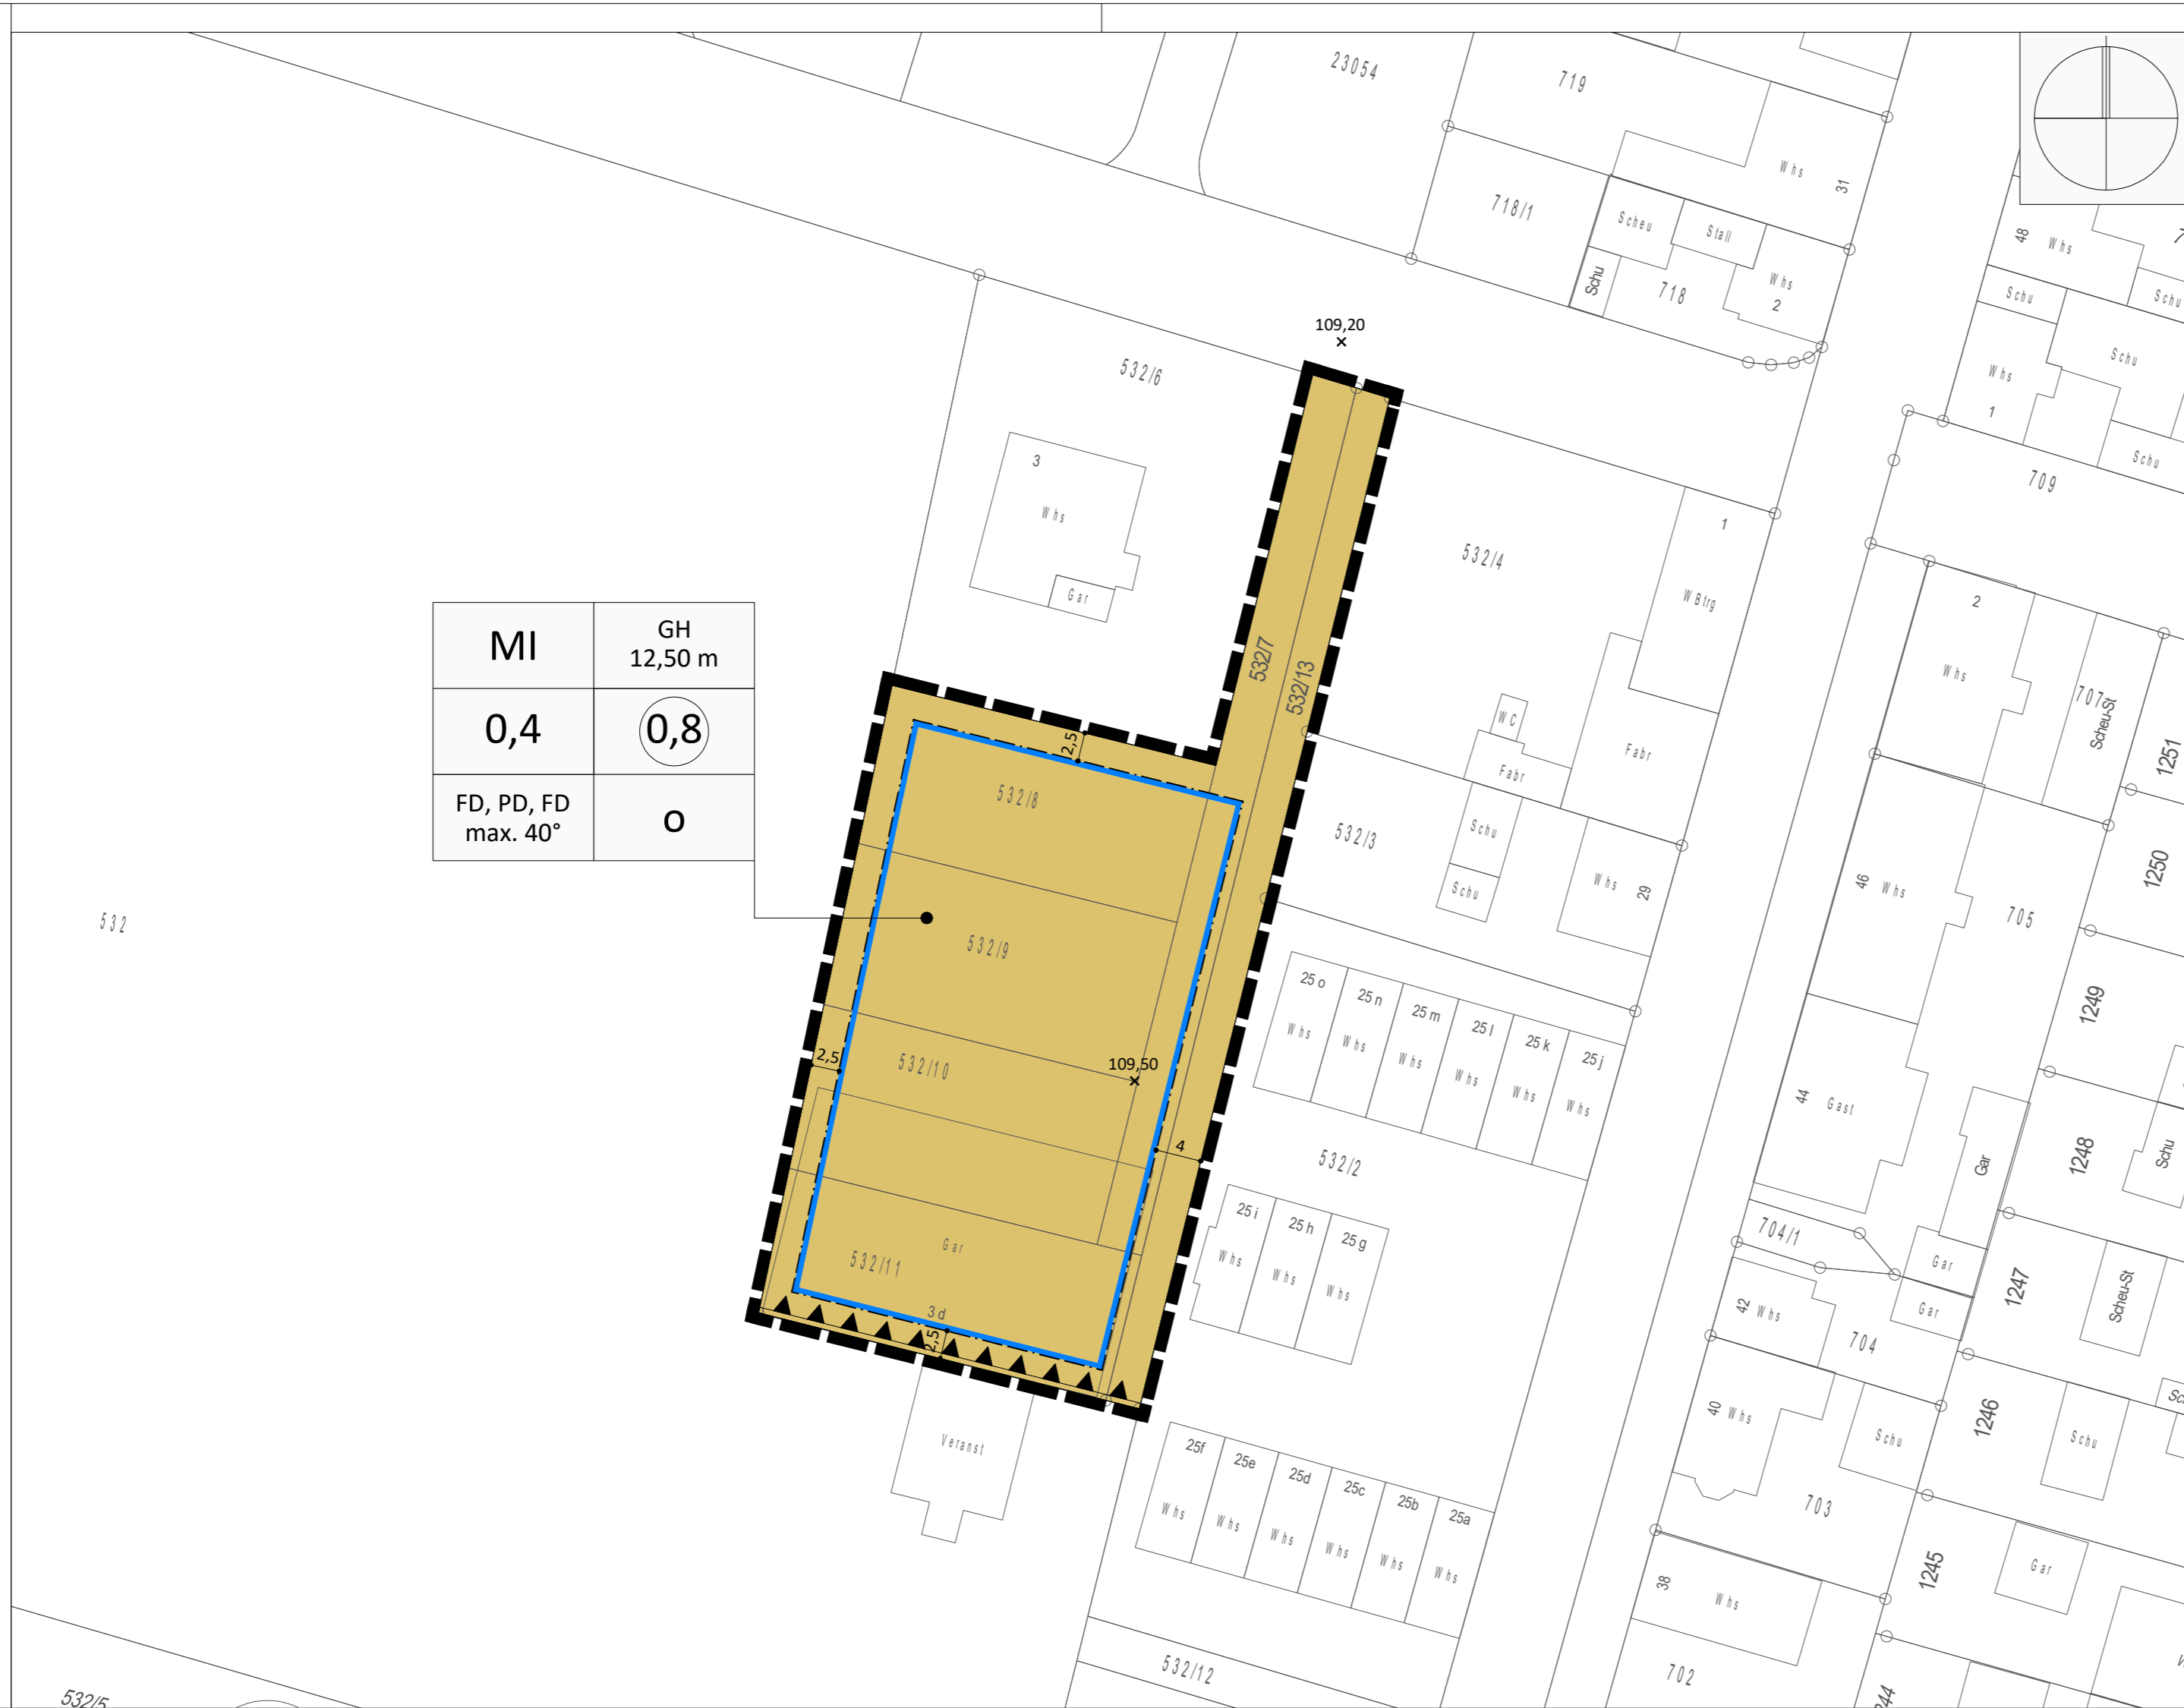 23054
719
Whs
31
718/1
Scheu
Stall
Schu
718
Whs
2
48
Whs
Schu
Schu
Schu
Whs
1
Schu
709
109,20
532/6
3
Whs
Gar
532/4
1
WBtrg
532/7
532/13
WC
Fabr
Fabr
2
Whs
707
Scheu-St
1251
MI
GH
12,50 m
0,4
0,8
FD, PD, FD
max. 40°
o
2,5
532/8
532/3
Schu
Schu
Whs
29
46
Whs
705
1250
532
532/9
25 o
Whs
25 n
Whs
25 m
Whs
25 l
Whs
25 k
Whs
25 j
Whs
1249
2,5
532/10
109,50
44
Gast
Gar
1248
Schu
4
532/2
25 i
Whs
25 h
Whs
25 g
Whs
704/1
Gar
Gar
1247
Scheu-St
Gar
532/11
3 d
2,5
42
Whs
704
40
Whs
Schu
1246
Schu
Veranst
25f
Whs
25e
Whs
25d
Whs
25c
Whs
25b
Whs
25a
Whs
703
1245
Gar
38
Whs
532/12
702
532/5